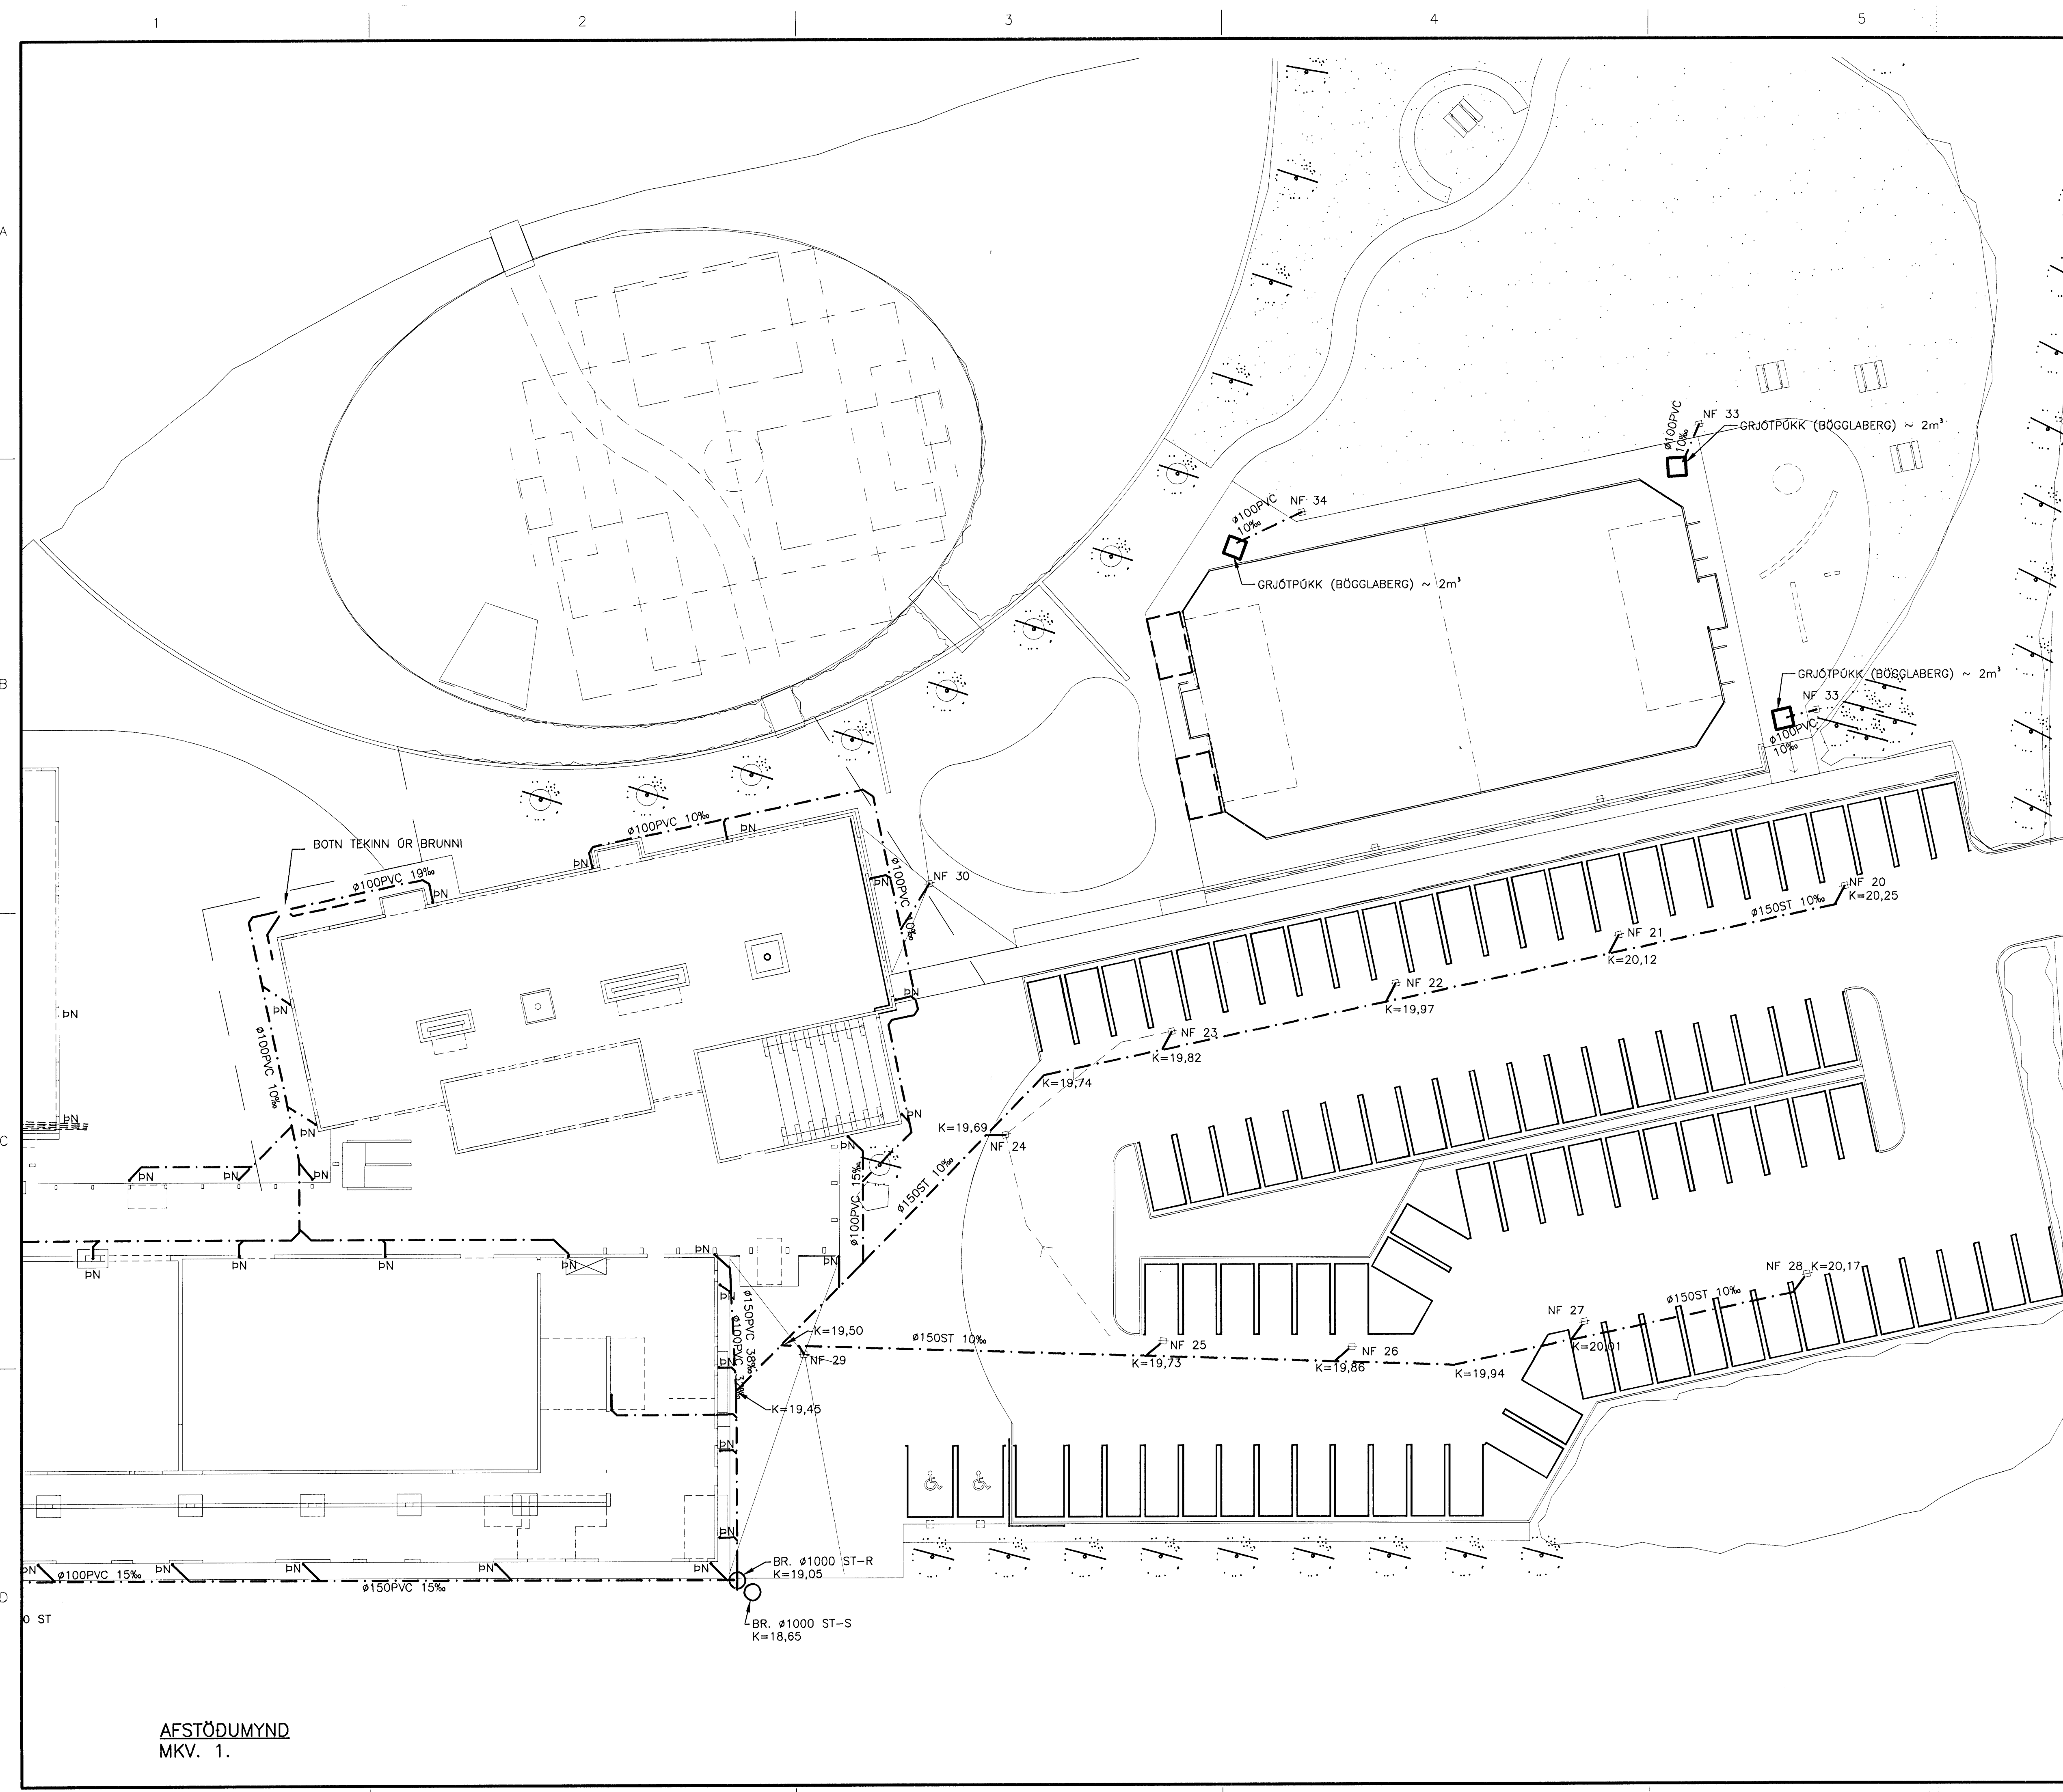 1
2
3
4
5
A
B
C
D
NF 33
ø100PVC
10‰
GRJÓTPÚKK (BÖGGLABERG) ~ 2m³
NF 34
ø100PVC
10‰
GRJÓTPÚKK (BÖGGLABERG) ~ 2m³
GRJÓTPÚKK (BÖGGLABERG) ~ 2m³
NF 33
ø100PVC
10‰
BOTN TEKINN ÚR BRUNNI
ø100PVC 19‰
ÞN
ÞN
ø100PVC 10‰
ÞN
ÞN
ø100PVC 10‰
NF 30
ÞN
NF 20
K=20,25
ø150ST 10‰
NF 21
K=20,12
NF 22
K=19,97
NF 23
K=19,82
K=19,74
K=19,69
NF 24
ø150ST 10‰
ÞN
ÞN
ø100PVC 10‰
ÞN
ÞN
ÞN
ÞN
ÞN
ÞN
ÞN
ø100PVC 15‰
ÞN
ÞN
ÞN
ÞN
ÞN
ÞN
ÞN
ø150PVC 38‰
ø100PVC
ÞN
K=19,50
NF 29
ø150ST 10‰
NF 25
K=19,73
NF 26
K=19,86
K=19,94
NF 27
K=20,01
ø150ST 10‰
NF 28 K=20,17
K=19,45
ÞN
ÞN
ÞN
ø100PVC 15‰
ÞN
ÞN
ø150PVC 15‰
ÞN
ÞN
BR. ø1000 ST-R
K=19,05
BR. ø1000 ST-S
K=18,65
0 ST
AFSTÖÐUMYND
MKV. 1.